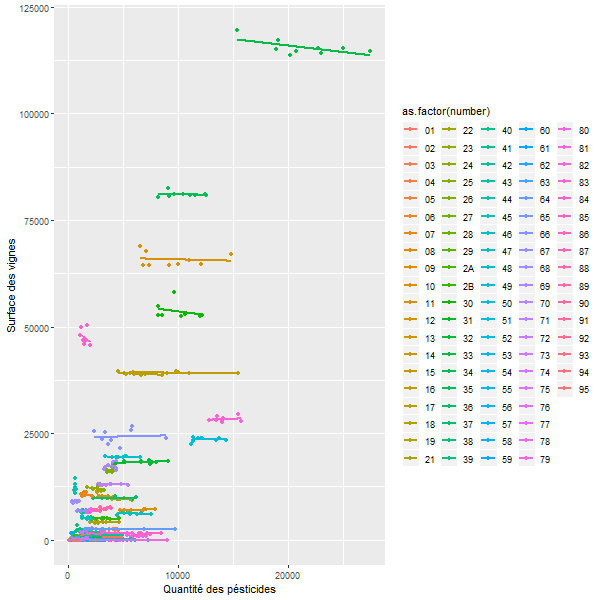 125000
100000
75000
50000
25000
0
Surface des vignes
0
10000
20000
Quantité des pésticides
as.factor(number)
01 22 40 60 80
02 23 41 61 81
03 24 42 62 82
04 25 43 63 83
05 26 44 64 84
06 27 45 65 85
07 28 46 66 86
08 29 47 67 87
09 2A 48 68 88
10 2B 49 69 89
11 30 50 70 90
12 31 51 71 91
13 32 52 72 92
14 33 53 73 93
15 34 54 74 94
16 35 55 75 95
17 36 56 76
18 37 57 77
19 38 58 78
21 39 59 79